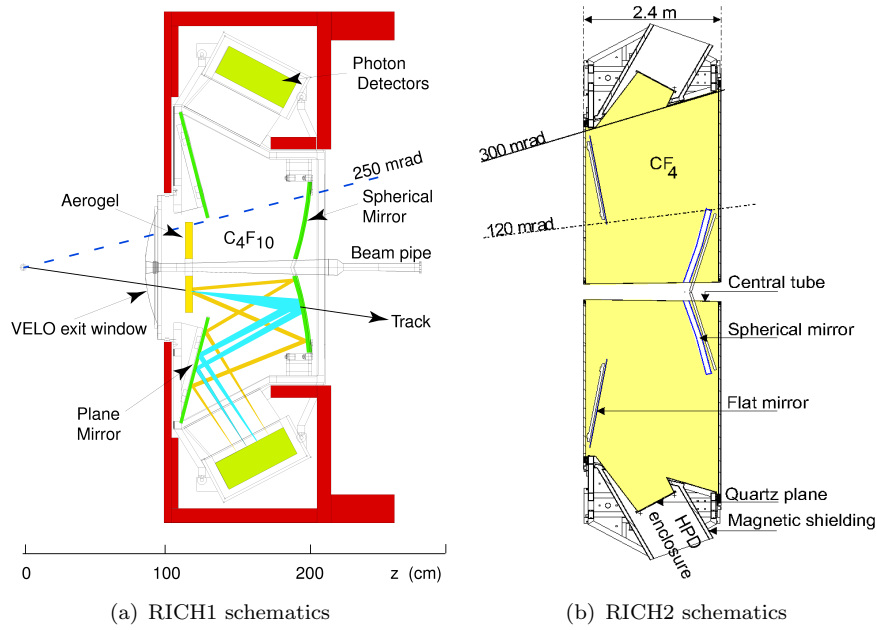 Photon
Detectors
250 mrad
Aerogel
Spherical
Mirror
C4F10
Beam pipe
VELO exit window
Track
Plane
Mirror
0
100
200
z (cm)
(a) RICH1 schematics
2.4 m
300 mrad
CF4
120 mrad
Central tube
Spherical mirror
Flat mirror
Quartz plane
Magnetic shielding
HPD
enclosure
(b) RICH2 schematics